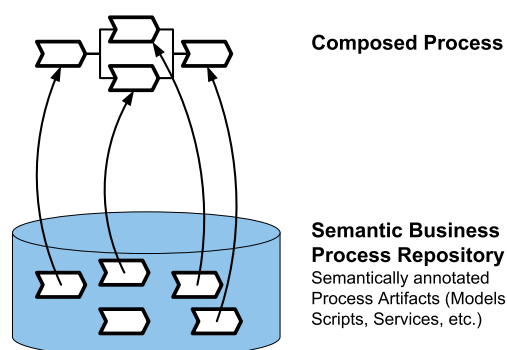 Composed Process
Semantic Business
Process Repository
Semantically annotated
Process Artifacts (Models
Scripts, Services, etc.)